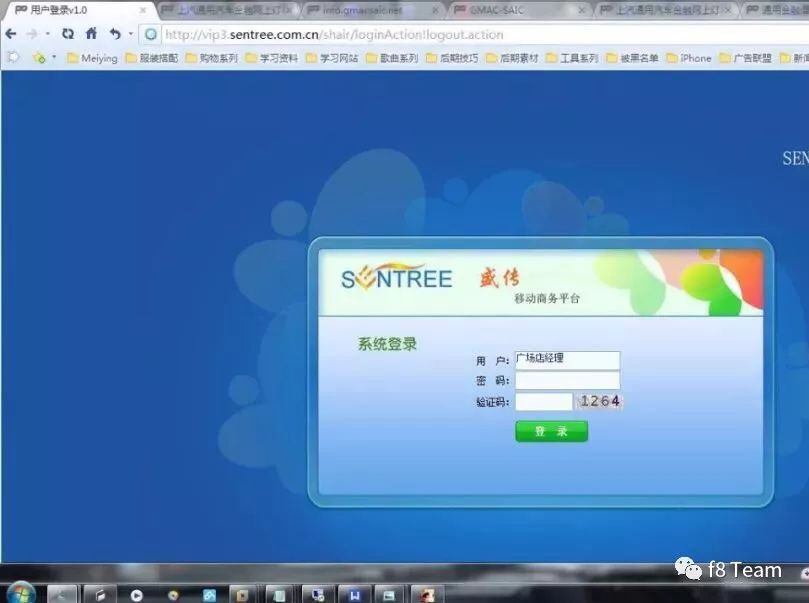 用户登录v1.0
上汽通用汽车金融网上订
info.gmacsaic.net
GMAC-SAIC
上汽通用汽车金融网上订
http://vip3.sentree.com.cn/shair/loginAction!logout.action
Meiying 服装搭配 购物系列 学习资料 学习网站 歌曲系列 后期技巧 后期素材 工具系列 被黑名单 iPhone 广告联盟
SEN
SENTREE 盛传
移动商务平台
系统登录
用 户: 广场店经理
密 码:
验证码: 1264
登 录
f8 Team